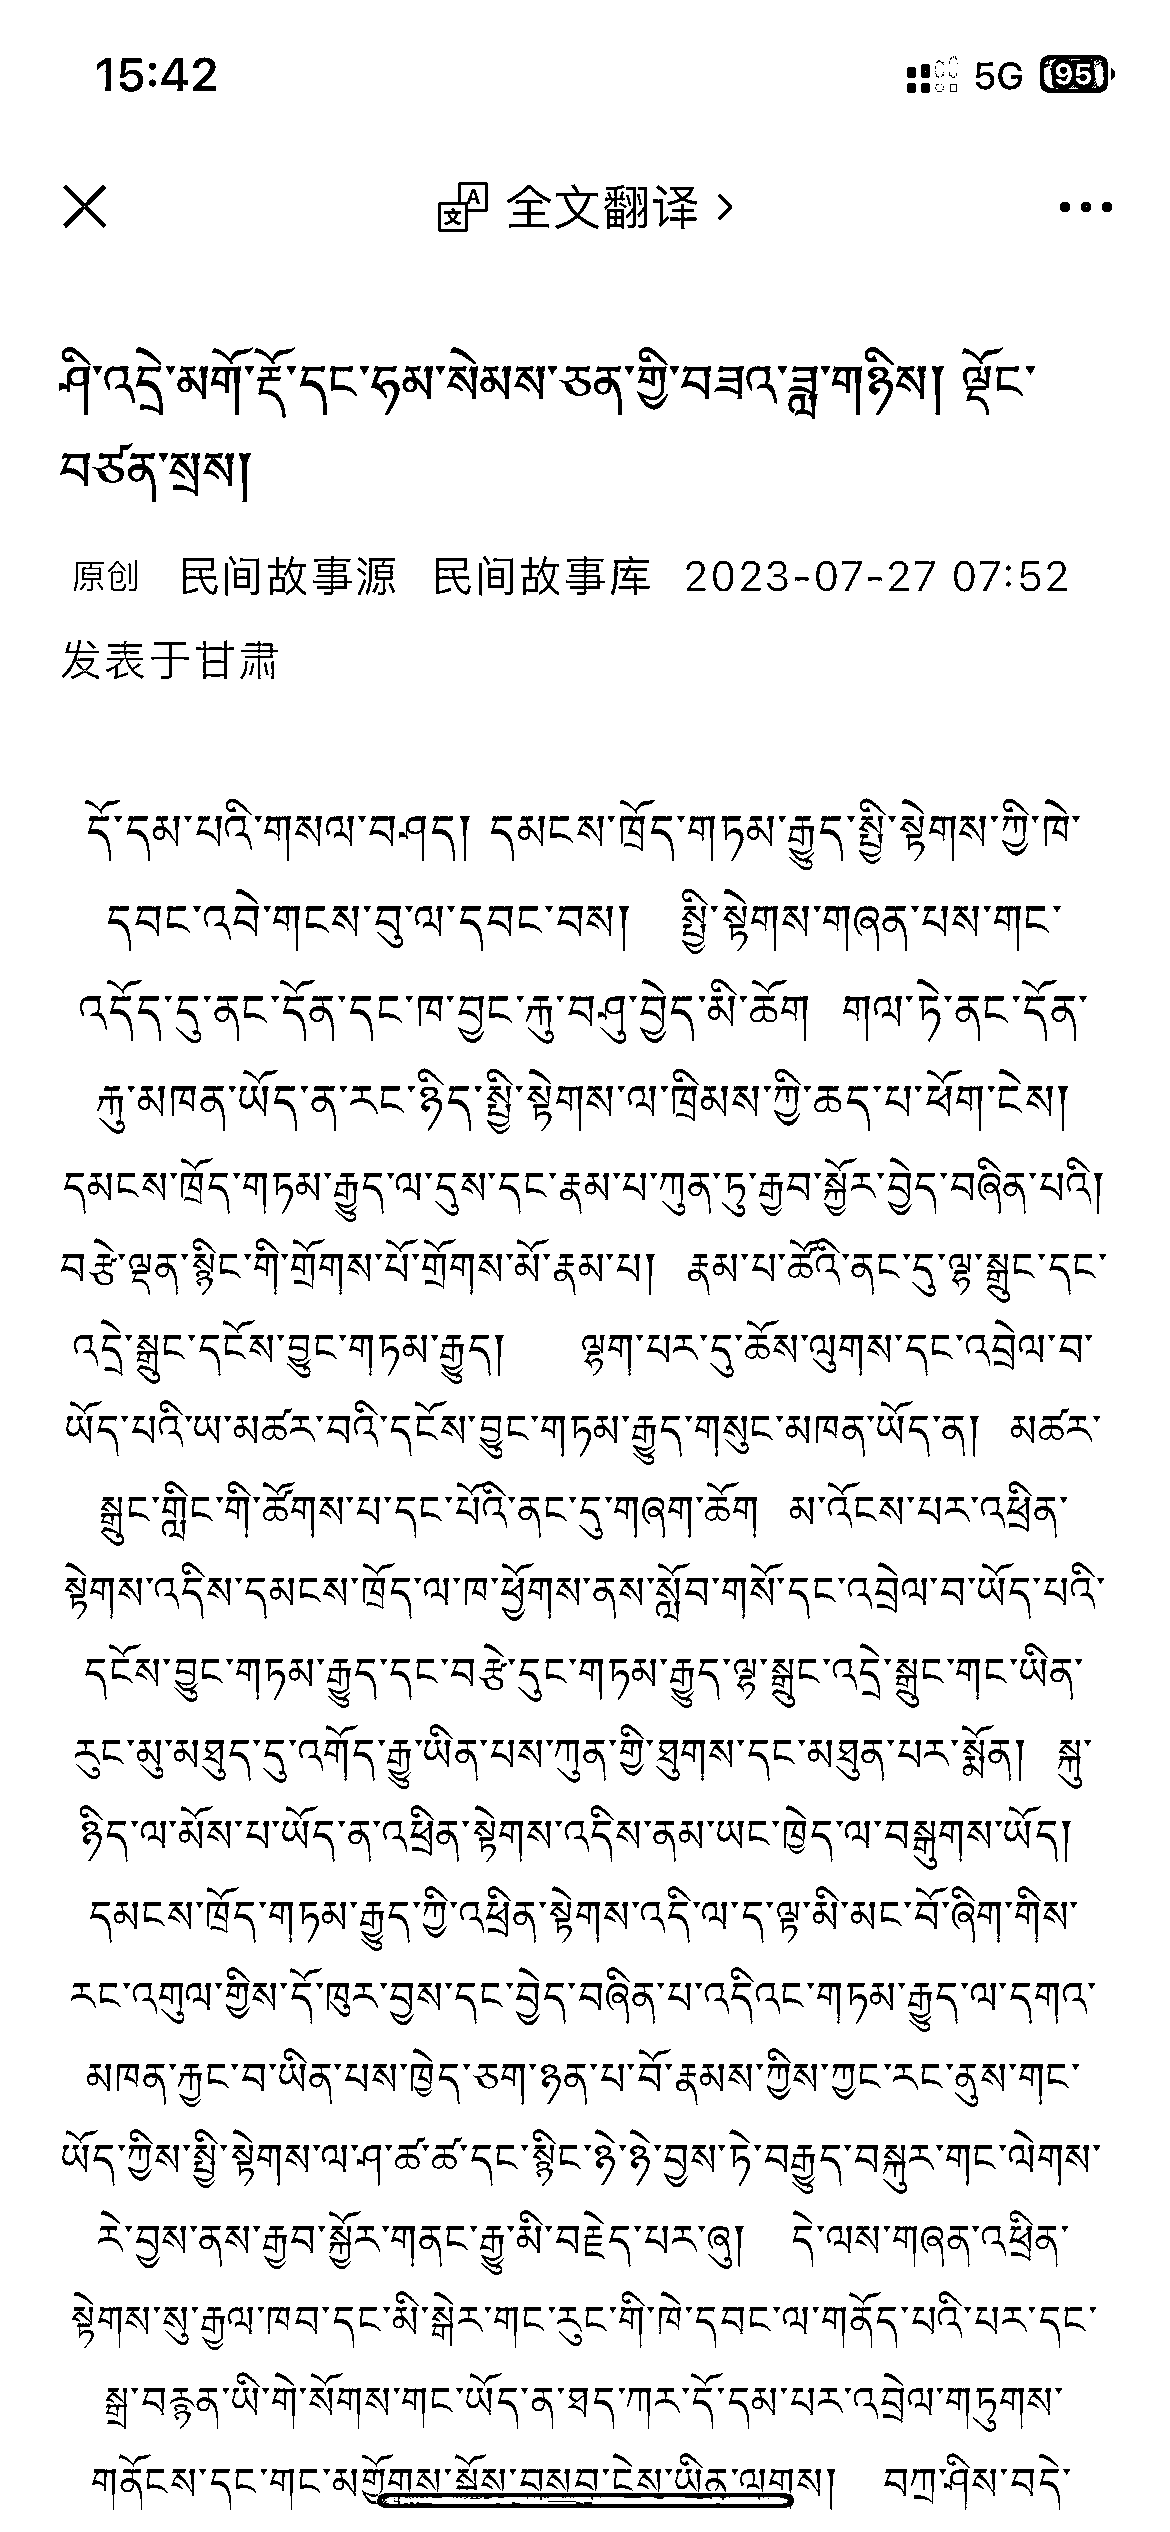 15:42
5G 95
全文翻译
ཤི་འདྲེ་མགོ་རྡོ་དང་ཧམ་སེམས་ཅན་གྱི་བཟའ་ཟླ་གཉིས། ལྡོང་
བཙན་སྲས།
原创 民间故事源 民间故事库 2023-07-27 07:52
发表于甘肃
དོ་དམ་པའི་གསལ་བཤད། དམངས་ཁྲོད་གཏམ་རྒྱུད་སྤྱི་སྟེགས་ཀྱི་ཁེ་
དབང་འབེ་གངས་བུ་ལ་དབང་བས། སྤྱི་སྟེགས་གཞན་པས་གང་
འདོད་དུ་ནང་དོན་དང་ཁ་བྱང་རྐུ་བཤུ་བྱེད་མི་ཆོག གལ་ཏེ་ནང་དོན་
རྐུ་མཁན་ཡོད་ན་རང་ཉིད་སྤྱི་སྟེགས་ལ་ཁྲིམས་ཀྱི་ཆད་པ་ཕོག་ངེས།
དམངས་ཁྲོད་གཏམ་རྒྱུད་ལ་དུས་དང་རྣམ་པ་ཀུན་ཏུ་རྒྱབ་སྐྱོར་བྱེད་བཞིན་པའི།
བརྩེ་ལྡན་སྙིང་གི་གྲོགས་པོ་གྲོགས་མོ་རྣམ་པ། རྣམ་པ་ཚོའི་ནང་དུ་ལྷ་སྒྲུང་དང་
འདྲེ་སྒྲུང་དངོས་བྱུང་གཏམ་རྒྱུད། ལྷག་པར་དུ་ཆོས་ལུགས་དང་འབྲེལ་བ་
ཡོད་པའི་ཡ་མཚར་བའི་དངོས་བྱུང་གཏམ་རྒྱུད་གསུང་མཁན་ཡོད་ན། མཚར་
སྒྲུང་གླིང་གི་ཚོགས་པ་དང་པོའི་ནང་དུ་གཞག་ཆོག མ་འོངས་པར་འཕྲིན་
སྟེགས་འདིས་དམངས་ཁྲོད་ལ་ཁ་ཕྱོགས་ནས་སློབ་གསོ་དང་འབྲེལ་བ་ཡོད་པའི་
དངོས་བྱུང་གཏམ་རྒྱུད་དང་བརྩེ་དུང་གཏམ་རྒྱུད་ལྷ་སྒྲུང་འདྲེ་སྒྲུང་གང་ཡིན་
རུང་མུ་མཐུད་དུ་འགོད་རྒྱུ་ཡིན་པས་ཀུན་གྱི་ཐུགས་དང་མཐུན་པར་སྨོན། སྐུ་
ཉིད་ལ་མོས་པ་ཡོད་ན་འཕྲིན་སྟེགས་འདིས་ནམ་ཡང་ཁྱེད་ལ་བསྒུགས་ཡོད།
དམངས་ཁྲོད་གཏམ་རྒྱུད་ཀྱི་འཕྲིན་སྟེགས་འདི་ལ་ད་ལྟ་མི་མང་བོ་ཞིག་གིས་
རང་འགུལ་གྱིས་དོ་ཁུར་བྱས་དང་བྱེད་བཞིན་པ་འདིའང་གཏམ་རྒྱུད་ལ་དགའ་
མཁན་རྐྱང་བ་ཡིན་པས་ཁྱེད་ཅག་ཉན་པ་བོ་རྣམས་ཀྱིས་ཀྱང་རང་ནུས་གང་
ཡོད་ཀྱིས་སྤྱི་སྟེགས་ལ་ཤ་ཚ་ཚ་དང་སྙིང་ཉེ་ཉེ་བྱས་ཏེ་བརྒྱུད་བསྐུར་གང་ལེགས་
རེ་བྱས་ནས་རྒྱབ་སྐྱོར་གནང་རྒྱུ་མི་བརྗེད་པར་ཞུ། དེ་ལས་གཞན་འཕྲིན་
སྟེགས་སུ་རྒྱལ་ཁབ་དང་མི་སྒེར་གང་རུང་གི་ཁེ་དབང་ལ་གནོད་པའི་པར་དང་
སྒྲ་བརྙན་ཡི་གེ་སོགས་གང་ཡོད་ན་ཐད་ཀར་དོ་དམ་པར་འབྲེལ་གཏུགས་
གནོངས་དང་གང་མགྱོགས་སྤོས་བསུབ་ངེས་ཡིན་ལགས། བཀྲ་ཤིས་བདེ་